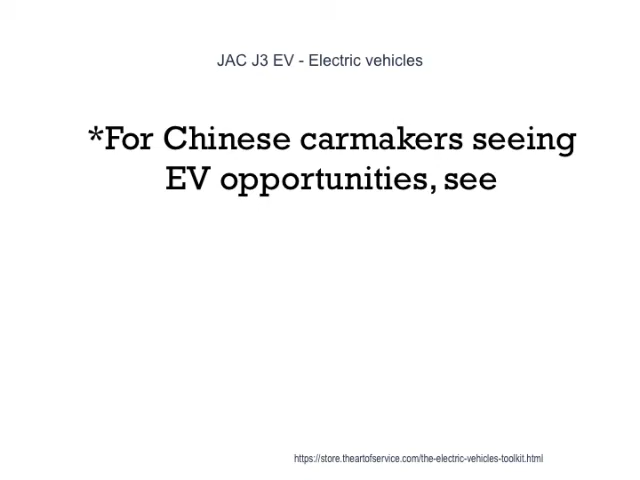 JAC J3 EV - Electric vehicles
*For Chinese carmakers seeing
EV opportunities, see
https://store.theartofservice.com/the-electric-vehicles-toolkit.html